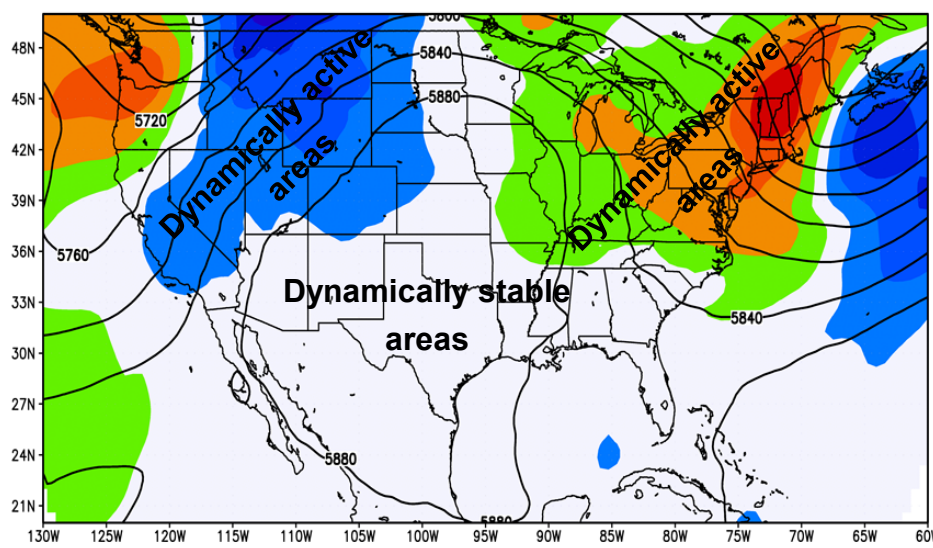 5800
48N
5840
5880
45N
5720
42N
Dynamically active
areas
Dynamically active
areas
39N
36N
5760
Dynamically stable
areas
33N
5840
30N
27N
24N
5880
21N
5880
130W 125W 120W 115W 110W 105W 100W 95W 90W 85W 80W 75W 70W 65W 60W